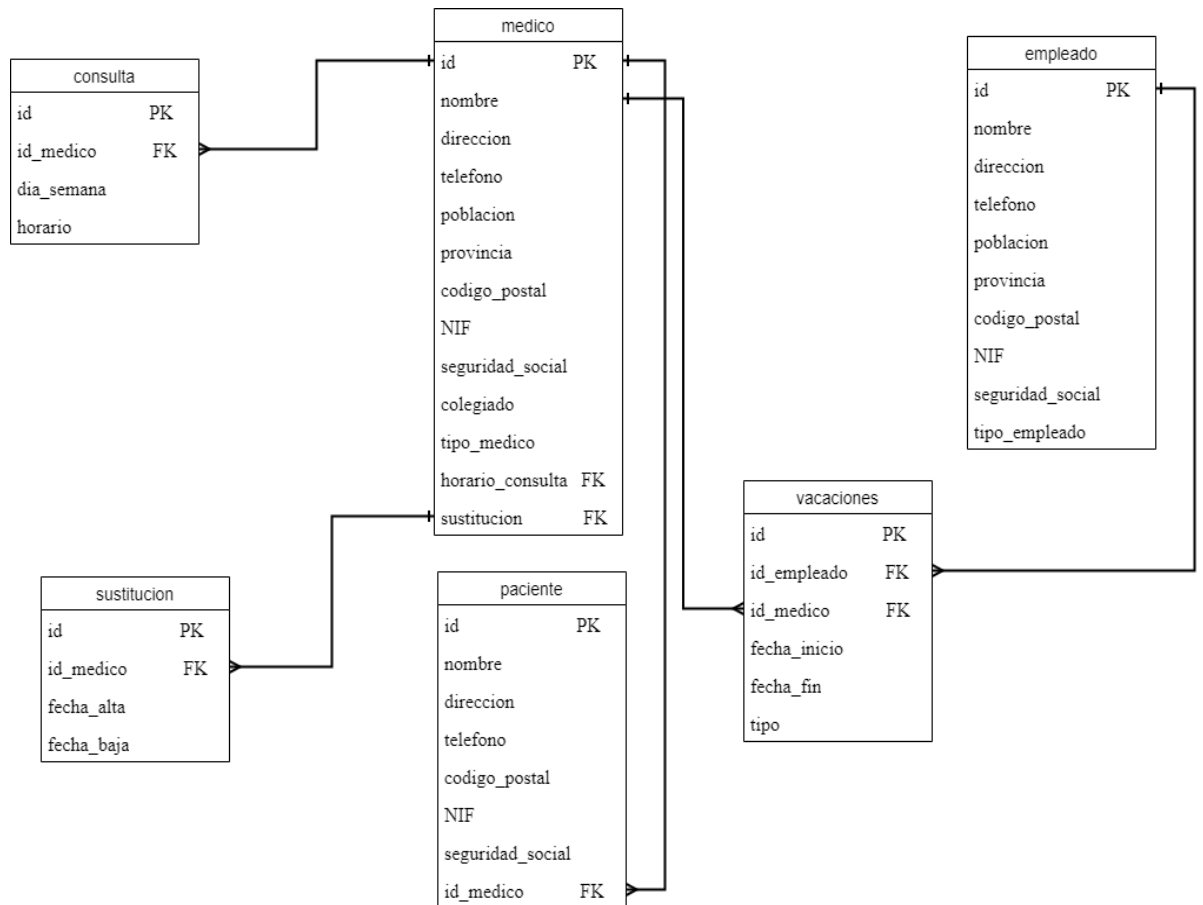 consulta
id PK
id_medico FK
dia_semana
horario
medico
id PK
nombre
direccion
telefono
poblacion
provincia
codigo_postal
NIF
seguridad_social
colegiado
tipo_medico
horario_consulta FK
sustitucion FK
empleado
id PK
nombre
direccion
telefono
poblacion
provincia
codigo_postal
NIF
seguridad_social
tipo_empleado
sustitucion
id PK
id_medico FK
fecha_alta
fecha_baja
paciente
id PK
nombre
direccion
telefono
codigo_postal
NIF
seguridad_social
id_medico FK
vacaciones
id PK
id_empleado FK
id_medico FK
fecha_inicio
fecha_fin
tipo